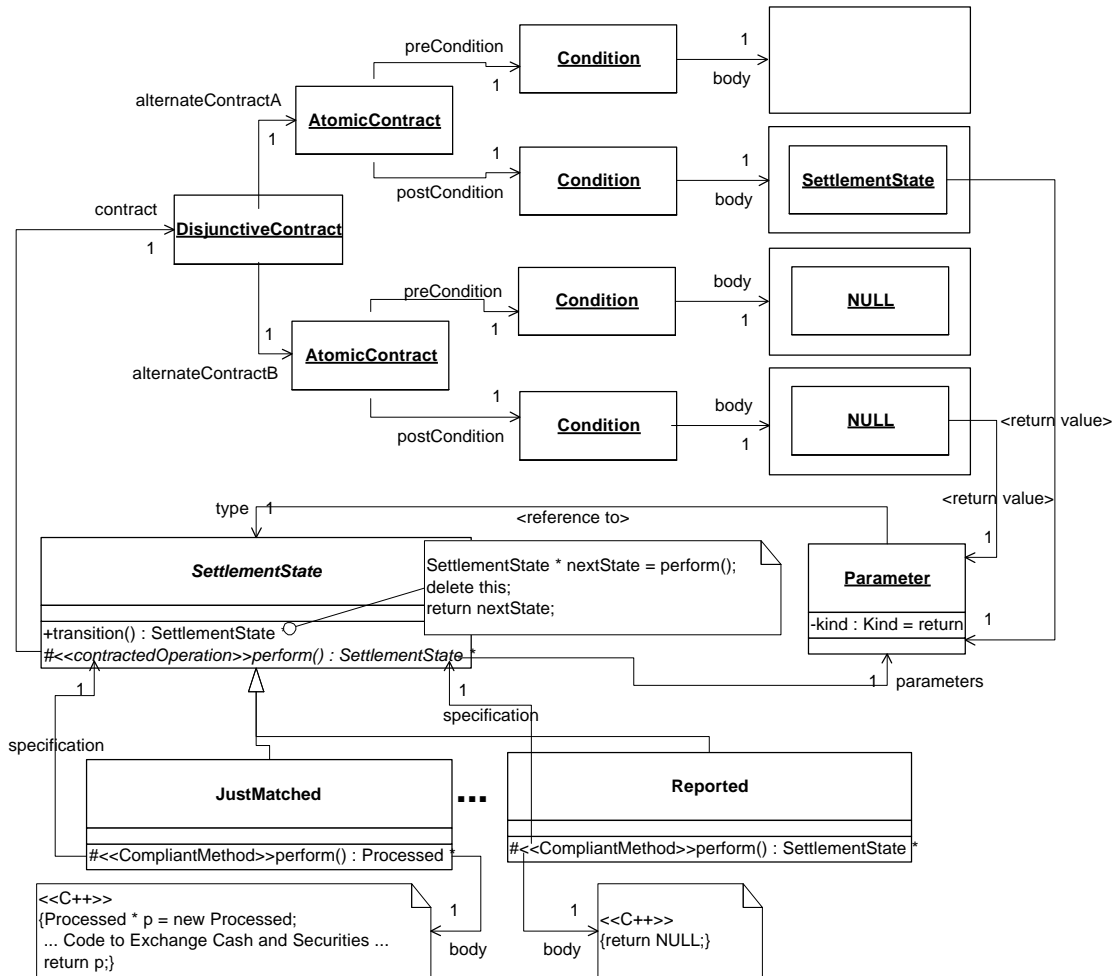 preCondition
1
Condition
1
body
alternateContractA
1
AtomicContract
1
postCondition
Condition
1
body
SettlementState
contract
1
DisjunctiveContract
preCondition
1
Condition
body
1
NULL
1
AtomicContract
alternateContractB
1
postCondition
Condition
body
1
NULL
<return value>
<return value>
type 1
<reference to>
1
SettlementState
SettlementState * nextState = perform();
delete this;
return nextState;
Parameter
-kind : Kind = return
1
+transition() : SettlementState *
#<<contractedOperation>>perform() : SettlementState *
1
1
1 parameters
specification
specification
JustMatched
...
Reported
#<<CompliantMethod>>perform() : Processed *
#<<CompliantMethod>>perform() : SettlementState *
<<C++>>
{Processed * p = new Processed;
... Code to Exchange Cash and Securities ...
return p;}
1
body
1
body
<<C++>>
{return NULL;}